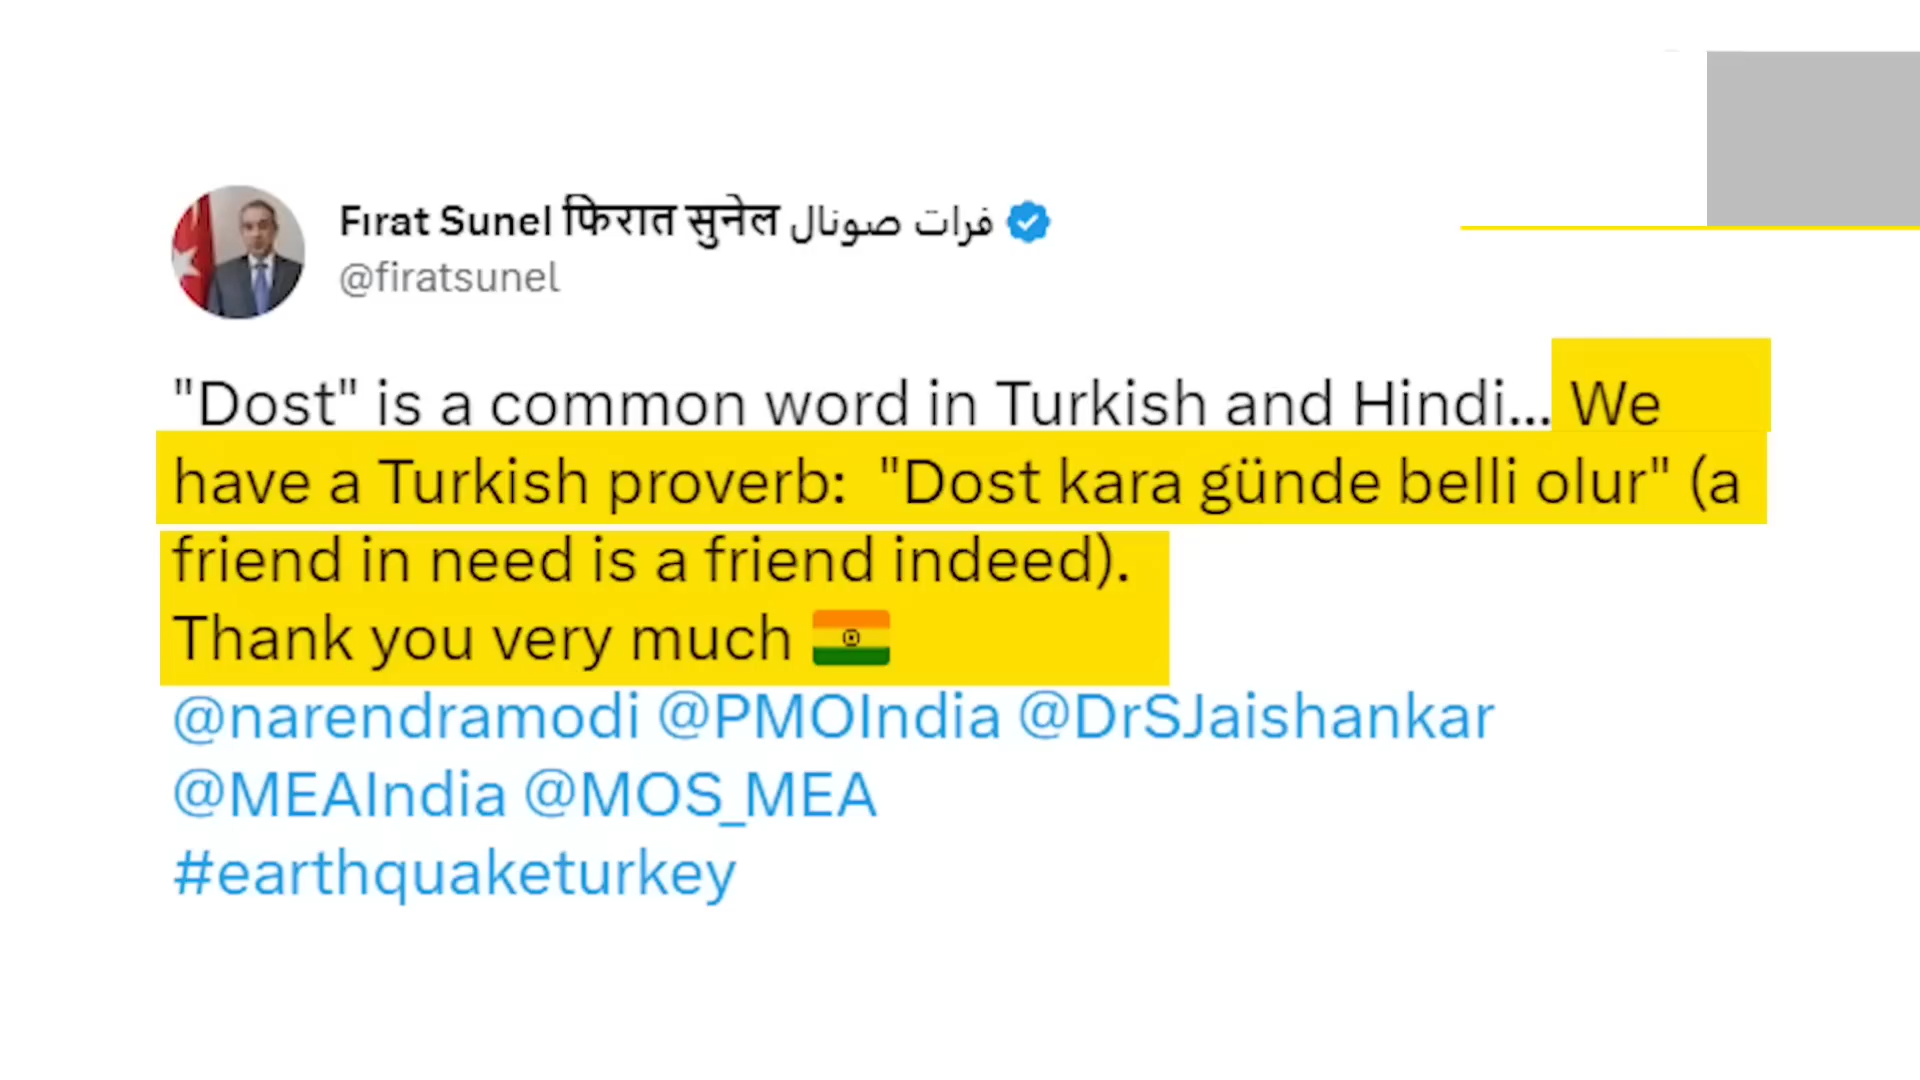 Fırat Sunel फिरात सुनेल فرات صونال
@firatsunel
"Dost" is a common word in Turkish and Hindi... We
have a Turkish proverb:  "Dost kara günde belli olur" (a
friend in need is a friend indeed).
Thank you very much 🇮🇳
@narendramodi @PMOIndia @DrSJaishankar
@MEAIndia @MOS_MEA
#earthquaketurkey